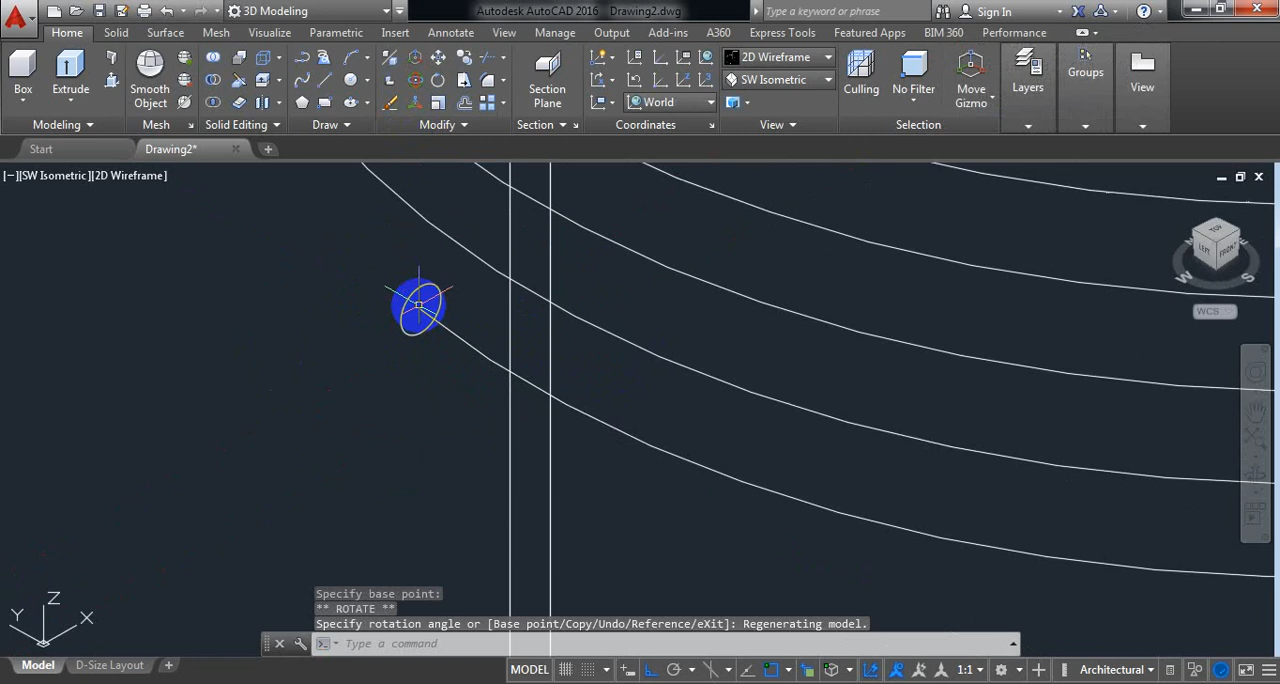 3D Modeling
Autodesk AutoCAD 2016 Drawing2.dwg
Type a keyword or phrase
Sign In
Home Solid Surface Mesh Visualize Parametric Insert Annotate View Manage Output Add-ins A360 Express Tools Featured Apps BIM 360 Performance
2D Wireframe
SW Isometric
World
Box
Extrude
Smooth Object
Section Plane
Culling
No Filter
Move Gizmo
Layers
Groups
View
Modeling
Mesh
Solid Editing
Draw
Modify
Section
Coordinates
View
Selection
Start
Drawing2*
[−][SW Isometric][2D Wireframe]
TOP
LEFT
FRONT
W
S
E
WCS
Z
Y
X
Specify base point:
** ROTATE **
Specify rotation angle or [Base point/Copy/Undo/Reference/eXit]: Regenerating model.
Type a command
Model
D-Size Layout
MODEL
1:1
Architectural